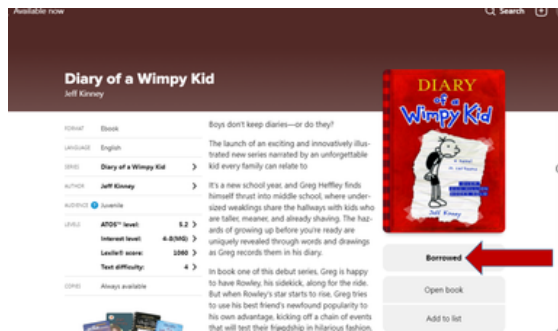 Available now
Search
Diary of a Wimpy Kid
Jeff Kinney
FORMAT Ebook
LANGUAGE English
SERIES Diary of a Wimpy Kid
AUTHOR Jeff Kinney
AUDIENCE Juvenile
LEVELS ATOS™ level: 5.2
Interest level: 4-8(MG)
Lexile® score: 1060
Text difficulty: 4
COPIES Always available
Boys don't keep diaries—or do they?
The launch of an exciting and innovatively illus-
trated new series narrated by an unforgettable
kid every family can relate to
It's a new school year, and Greg Heffley finds
himself thrust into middle school, where under-
sized weaklings share the hallways with kids who
are taller, meaner, and already shaving. The haz-
ards of growing up before you're ready are
uniquely revealed through words and drawings
as Greg records them in his diary.
In book one of this debut series, Greg is happy
to have Rowley, his sidekick, along for the ride.
But when Rowley's star starts to rise, Greg tries
to use his best friend's newfound popularity to
his own advantage, kicking off a chain of events
that will test their friendship in hilarious fashion.
DIARY
of a
Wimpy Kid
Jeff Kinney
Borrowed
Open book
Add to list